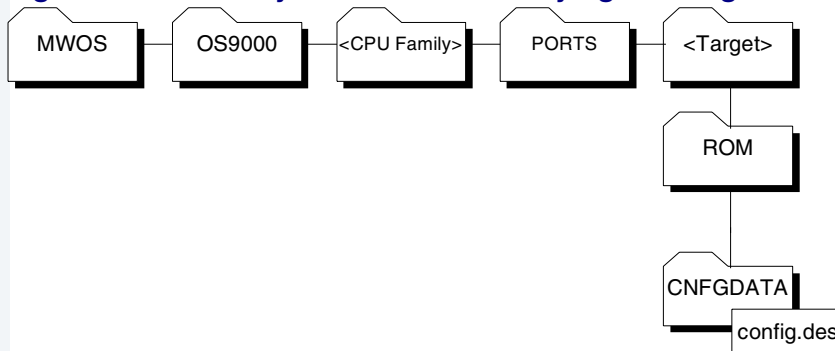 MWOS
OS9000
<CPU Family>
PORTS
<Target>
ROM
CNFGDATA
config.des